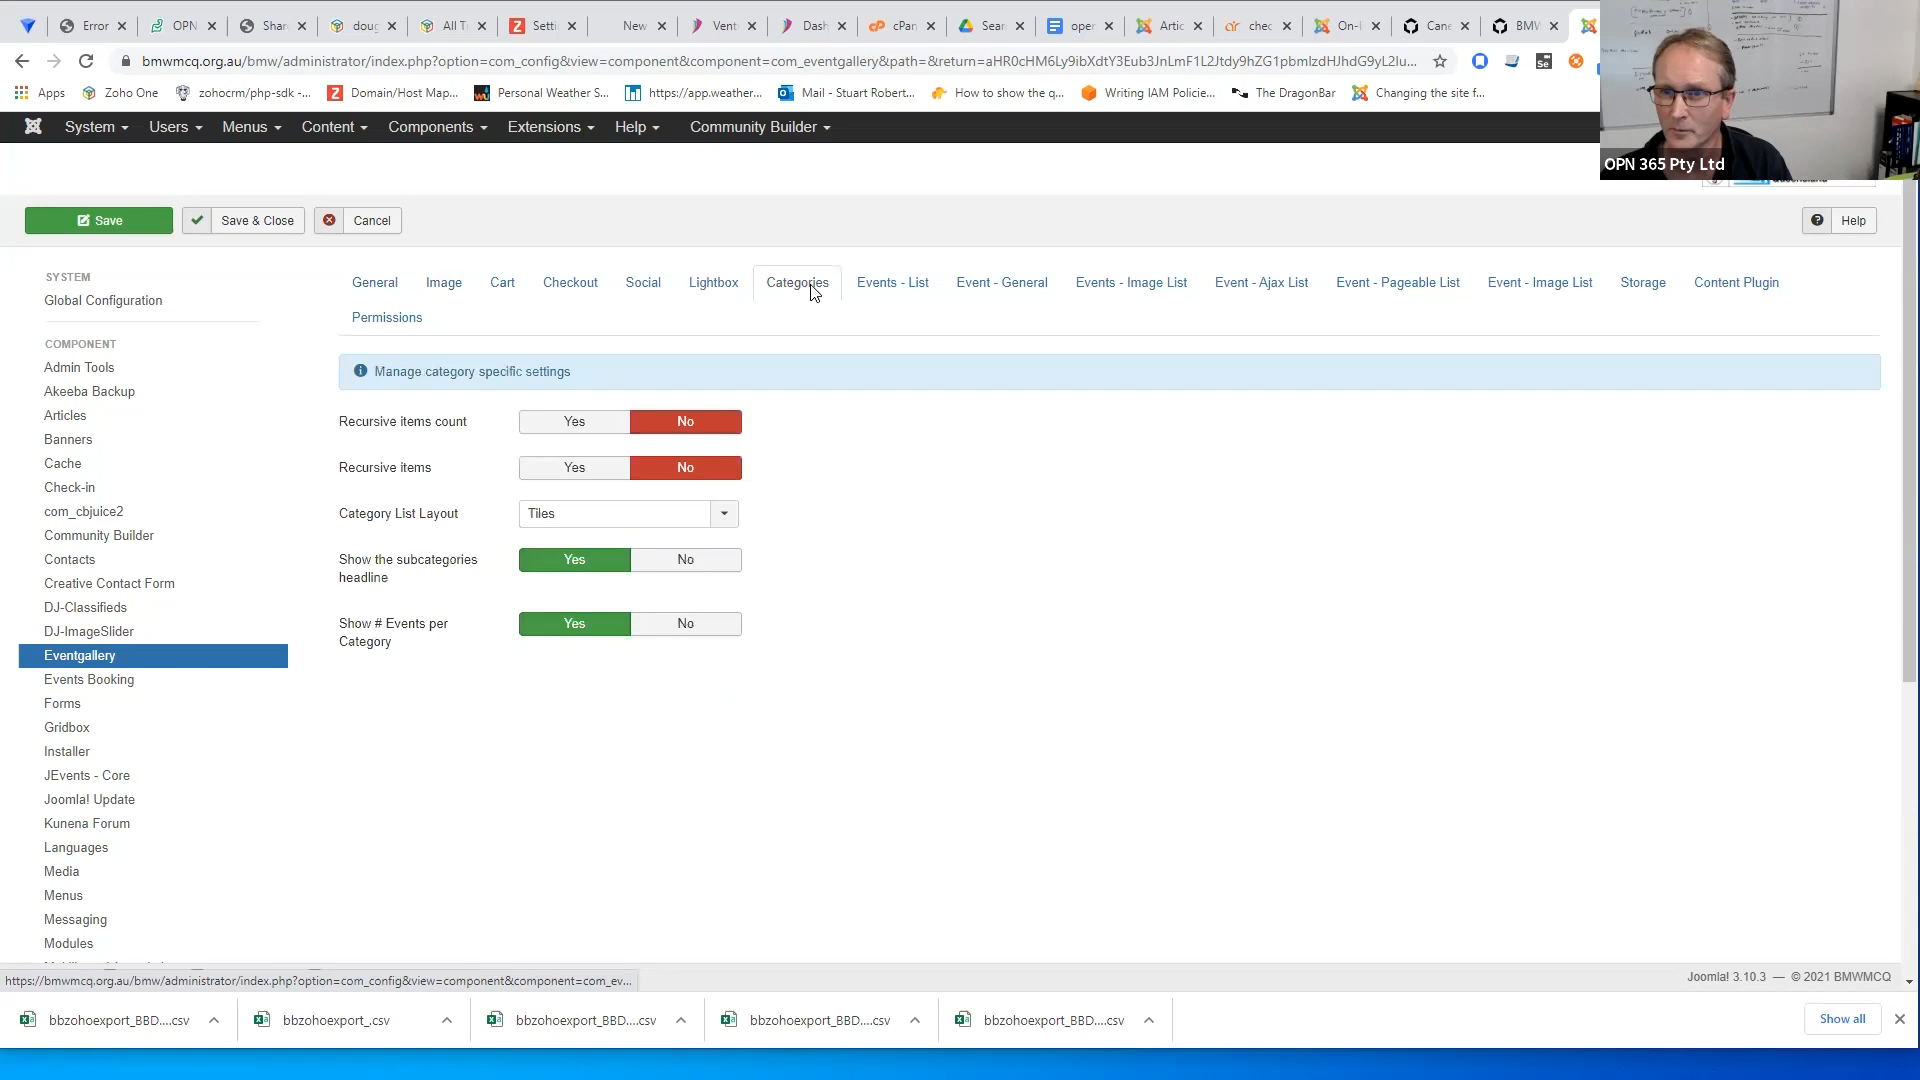 Error
OPN
Shar
doug
All T
Setti
New
Venti
Dash
cPan
Sear
oper
Artic
chec
On-l
Cane
BMW
bmwmcq.org.au/bmw/administrator/index.php?option=com_config&view=component&component=com_eventgallery&path=&return=aHR0cHM6Ly9ibXdtY3Eub3JnLmF1L2Jtdy9hZG1pbmlzdHJhdG9yL2lu...
Apps
Zoho One
zohocrm/php-sdk -...
Domain/Host Map...
Personal Weather S...
https://app.weather...
Mail - Stuart Robert...
How to show the q...
Writing IAM Policie...
The DragonBar
Changing the site f...
System
Users
Menus
Content
Components
Extensions
Help
Community Builder
OPN 365 Pty Ltd
Save
Save & Close
Cancel
Help
SYSTEM
Global Configuration
COMPONENT
Admin Tools
Akeeba Backup
Articles
Banners
Cache
Check-in
com_cbjuice2
Community Builder
Contacts
Creative Contact Form
DJ-Classifieds
DJ-ImageSlider
Eventgallery
Events Booking
Forms
Gridbox
Installer
JEvents - Core
Joomla! Update
Kunena Forum
Languages
Media
Menus
Messaging
Modules
General
Image
Cart
Checkout
Social
Lightbox
Categories
Events - List
Event - General
Events - Image List
Event - Ajax List
Event - Pageable List
Event - Image List
Storage
Content Plugin
Permissions
Manage category specific settings
Recursive items count
Yes
No
Recursive items
Yes
No
Category List Layout
Tiles
Show the subcategories
headline
Yes
No
Show # Events per
Category
Yes
No
https://bmwmcq.org.au/bmw/administrator/index.php?option=com_config&view=component&component=com_ev...
Joomla! 3.10.3 — © 2021 BMWMCQ
bbzohoexport_BBD....csv
bbzohoexport_.csv
bbzohoexport_BBD....csv
bbzohoexport_BBD....csv
bbzohoexport_BBD....csv
Show all